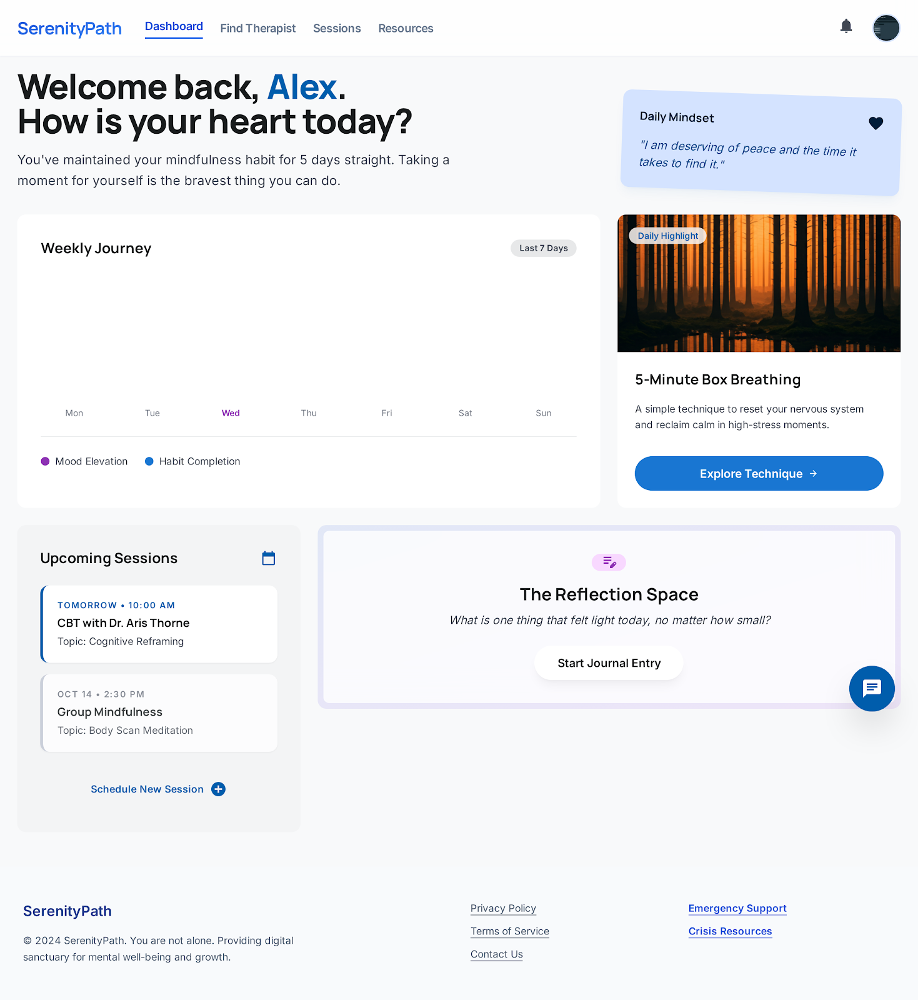 SerenityPath
Dashboard
Find Therapist
Sessions
Resources
Welcome back, Alex.
How is your heart today?
You've maintained your mindfulness habit for 5 days straight. Taking a
moment for yourself is the bravest thing you can do.
Daily Mindset
"I am deserving of peace and the time it
takes to find it."
Weekly Journey
Last 7 Days
Mon
Tue
Wed
Thu
Fri
Sat
Sun
Mood Elevation
Habit Completion
Daily Highlight
5-Minute Box Breathing
A simple technique to reset your nervous system
and reclaim calm in high-stress moments.
Explore Technique
Upcoming Sessions
TOMORROW • 10:00 AM
CBT with Dr. Aris Thorne
Topic: Cognitive Reframing
OCT 14 • 2:30 PM
Group Mindfulness
Topic: Body Scan Meditation
Schedule New Session
The Reflection Space
What is one thing that felt light today, no matter how small?
Start Journal Entry
SerenityPath
© 2024 SerenityPath. You are not alone. Providing digital
sanctuary for mental well-being and growth.
Privacy Policy
Terms of Service
Contact Us
Emergency Support
Crisis Resources